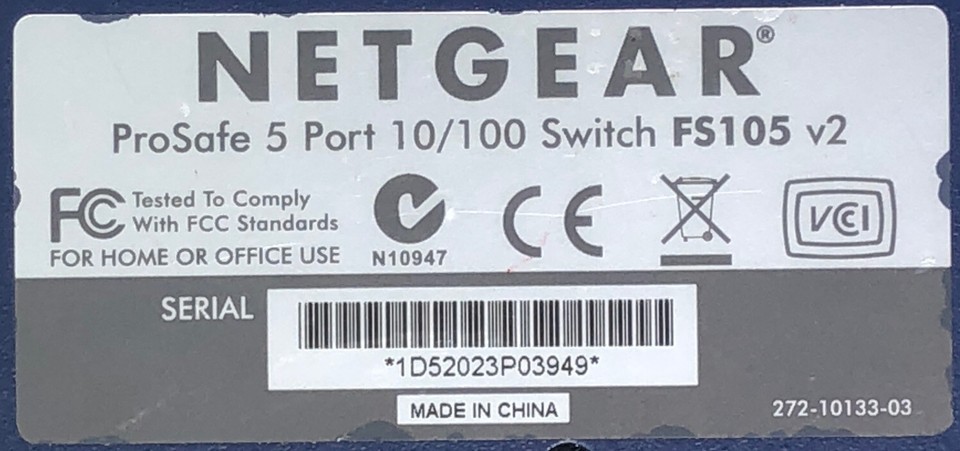 NETGEAR®
ProSafe 5 Port 10/100 Switch FS105 v2
FC Tested To Comply
With FCC Standards
FOR HOME OR OFFICE USE
N10947
CE
VCCI
SERIAL
*1D52023P03949*
MADE IN CHINA
272-10133-03